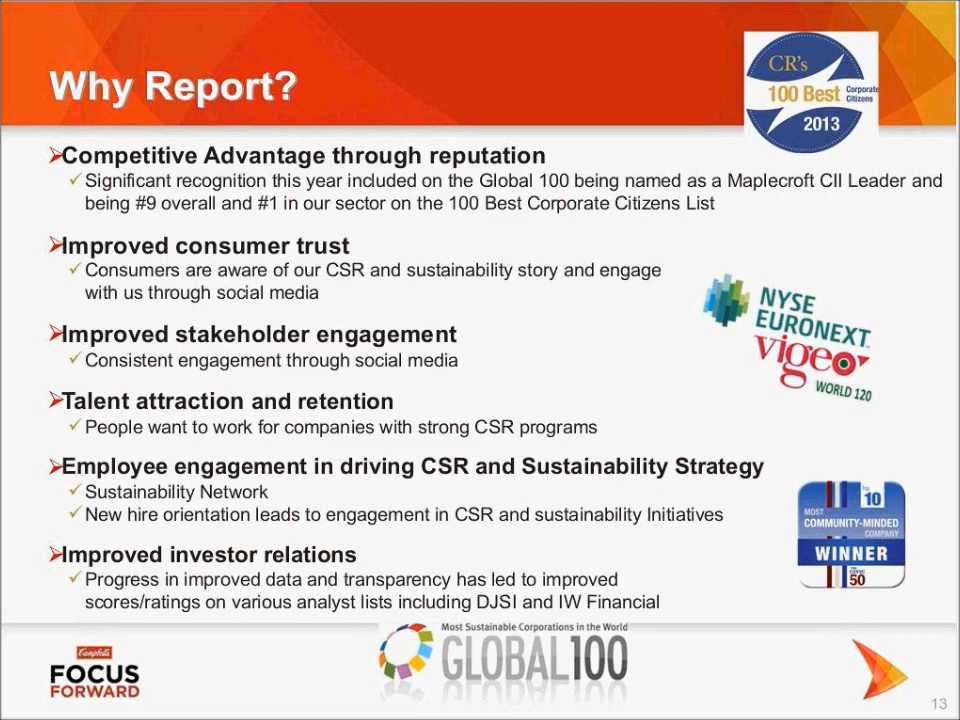 Why Report?
CR's
100 Best Corporate Citizens
2013
Competitive Advantage through reputation
Significant recognition this year included on the Global 100 being named as a Maplecroft CII Leader and
being #9 overall and #1 in our sector on the 100 Best Corporate Citizens List
Improved consumer trust
Consumers are aware of our CSR and sustainability story and engage
with us through social media
NYSE
EURONEXT
vigeo
WORLD 120
Improved stakeholder engagement
Consistent engagement through social media
Talent attraction and retention
People want to work for companies with strong CSR programs
Employee engagement in driving CSR and Sustainability Strategy
Sustainability Network
New hire orientation leads to engagement in CSR and sustainability Initiatives
Top
10
MOST
COMMUNITY-MINDED
COMPANY
WINNER
THE CIVIC
50
Improved investor relations
Progress in improved data and transparency has led to improved
scores/ratings on various analyst lists including DJSI and IW Financial
Campbell's
FOCUS
FORWARD
Most Sustainable Corporations in the World
GLOBAL100
13